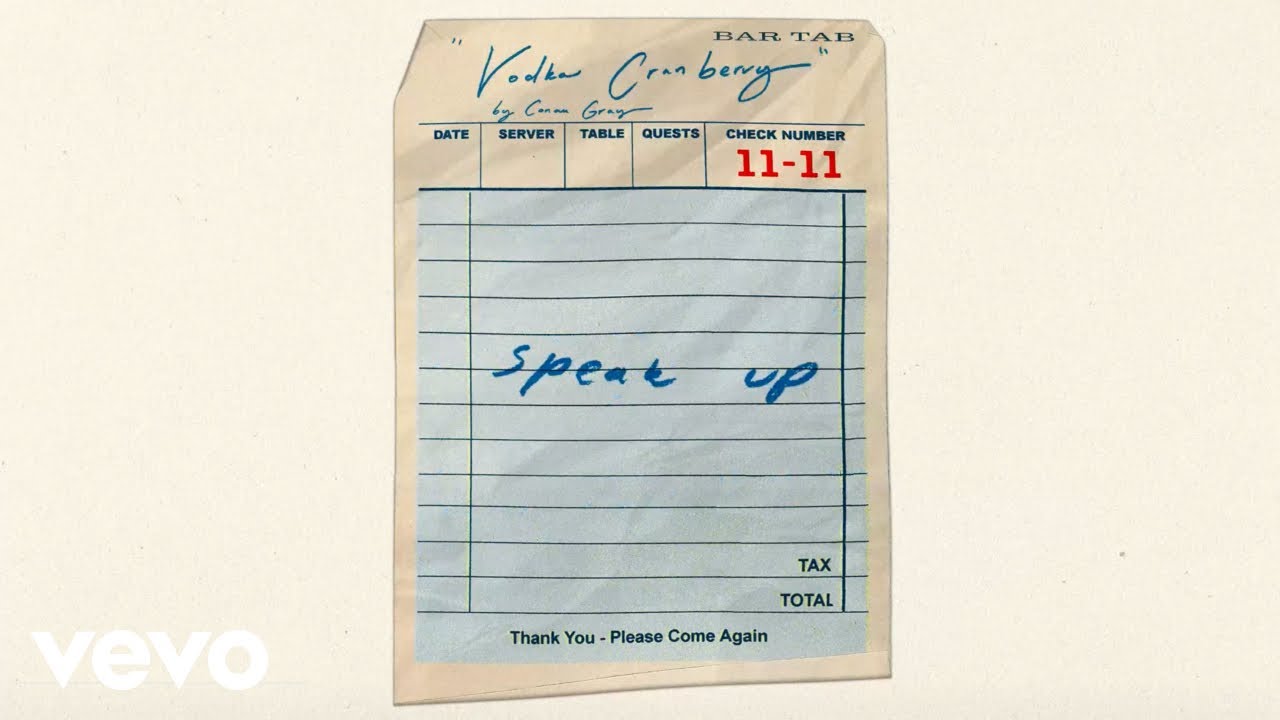 BAR TAB
"Vodka Cranberry"
by Conan Gray
DATE SERVER TABLE QUESTS CHECK NUMBER
11-11
speak up
TAX
TOTAL
Thank You - Please Come Again
vevo